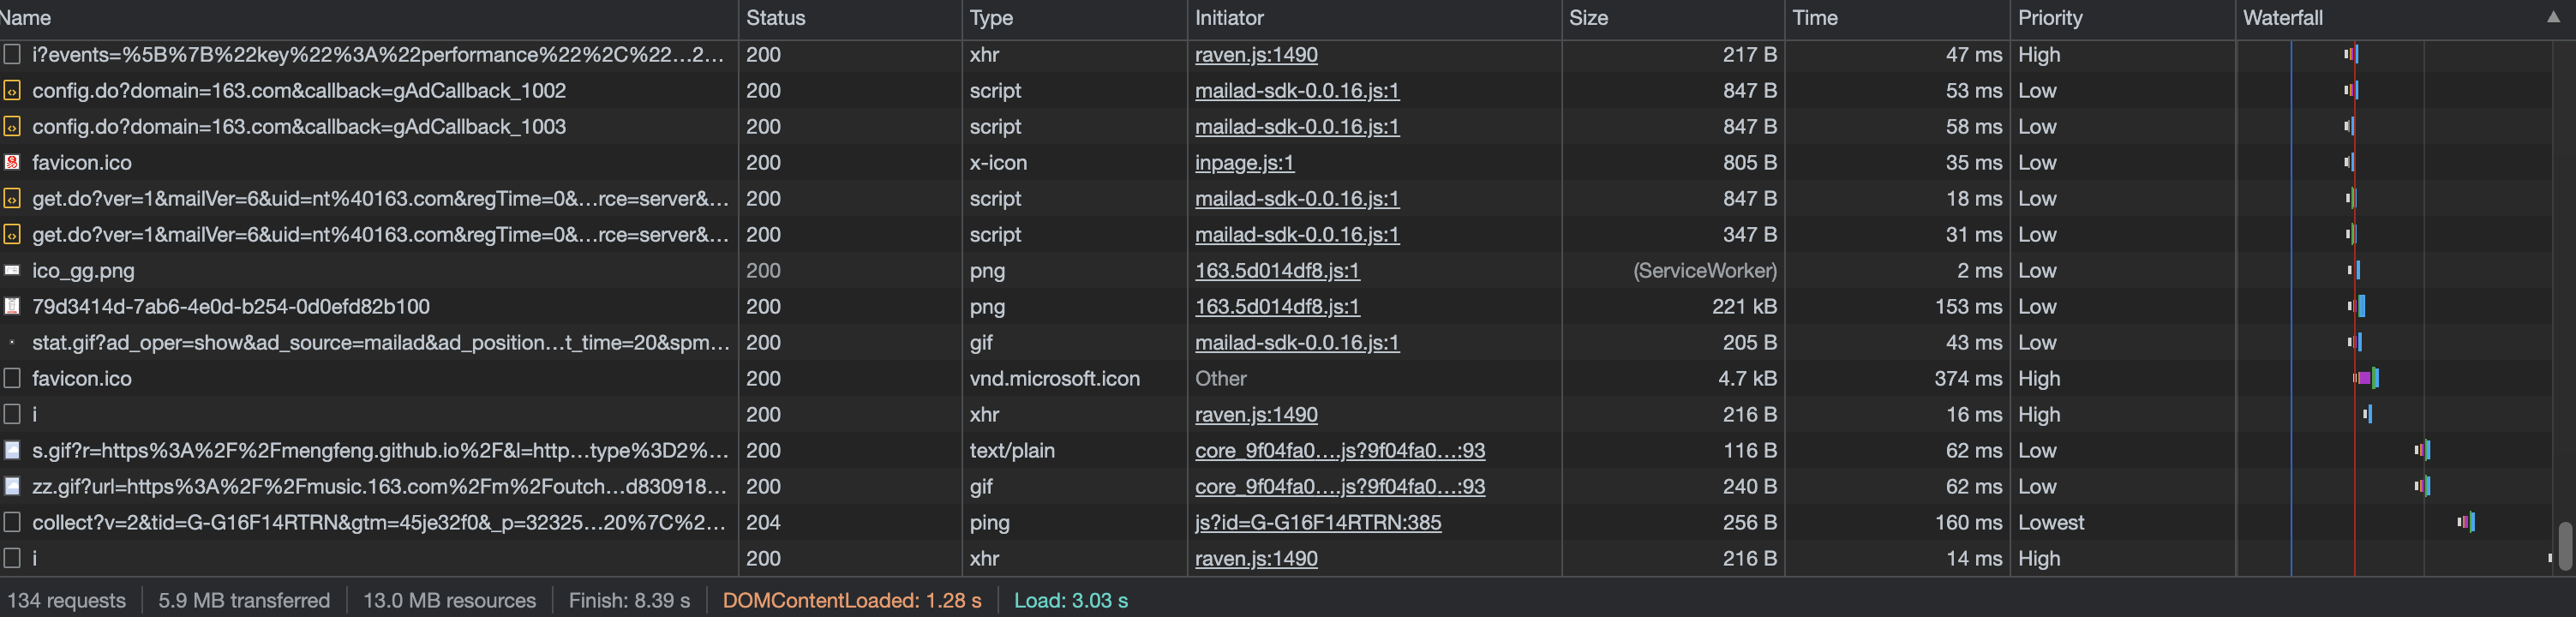 Name Status Type Initiator Size Time Priority Waterfall
i?events=%5B%7B%22key%22%3A%22performance%22%2C%22...2... 200 xhr raven.js:1490 217 B 47 ms High
config.do?domain=163.com&callback=gAdCallback_1002 200 script mailad-sdk-0.0.16.js:1 847 B 53 ms Low
config.do?domain=163.com&callback=gAdCallback_1003 200 script mailad-sdk-0.0.16.js:1 847 B 58 ms Low
favicon.ico 200 x-icon inpage.js:1 805 B 35 ms Low
get.do?ver=1&mailVer=6&uid=nt%40163.com&regTime=0&...rce=server&... 200 script mailad-sdk-0.0.16.js:1 847 B 18 ms Low
get.do?ver=1&mailVer=6&uid=nt%40163.com&regTime=0&...rce=server&... 200 script mailad-sdk-0.0.16.js:1 347 B 31 ms Low
ico_gg.png 200 png 163.5d014df8.js:1 (ServiceWorker) 2 ms Low
79d3414d-7ab6-4e0d-b254-0d0efd82b100 200 png 163.5d014df8.js:1 221 kB 153 ms Low
stat.gif?ad_oper=show&ad_source=mailad&ad_position...t_time=20&spm... 200 gif mailad-sdk-0.0.16.js:1 205 B 43 ms Low
favicon.ico 200 vnd.microsoft.icon Other 4.7 kB 374 ms High
i 200 xhr raven.js:1490 216 B 16 ms High
s.gif?r=https%3A%2F%2Fmengfeng.github.io%2F&l=http...type%3D2%... 200 text/plain core_9f04fa0....js?9f04fa0...:93 116 B 62 ms Low
zz.gif?url=https%3A%2F%2Fmusic.163.com%2Fm%2Foutch...d830918... 200 gif core_9f04fa0....js?9f04fa0...:93 240 B 62 ms Low
collect?v=2&tid=G-G16F14RTRN&gtm=45je32f0&_p=32325...20%7C%2... 204 ping js?id=G-G16F14RTRN:385 256 B 160 ms Lowest
i 200 xhr raven.js:1490 216 B 14 ms High
134 requests 5.9 MB transferred 13.0 MB resources Finish: 8.39 s DOMContentLoaded: 1.28 s Load: 3.03 s